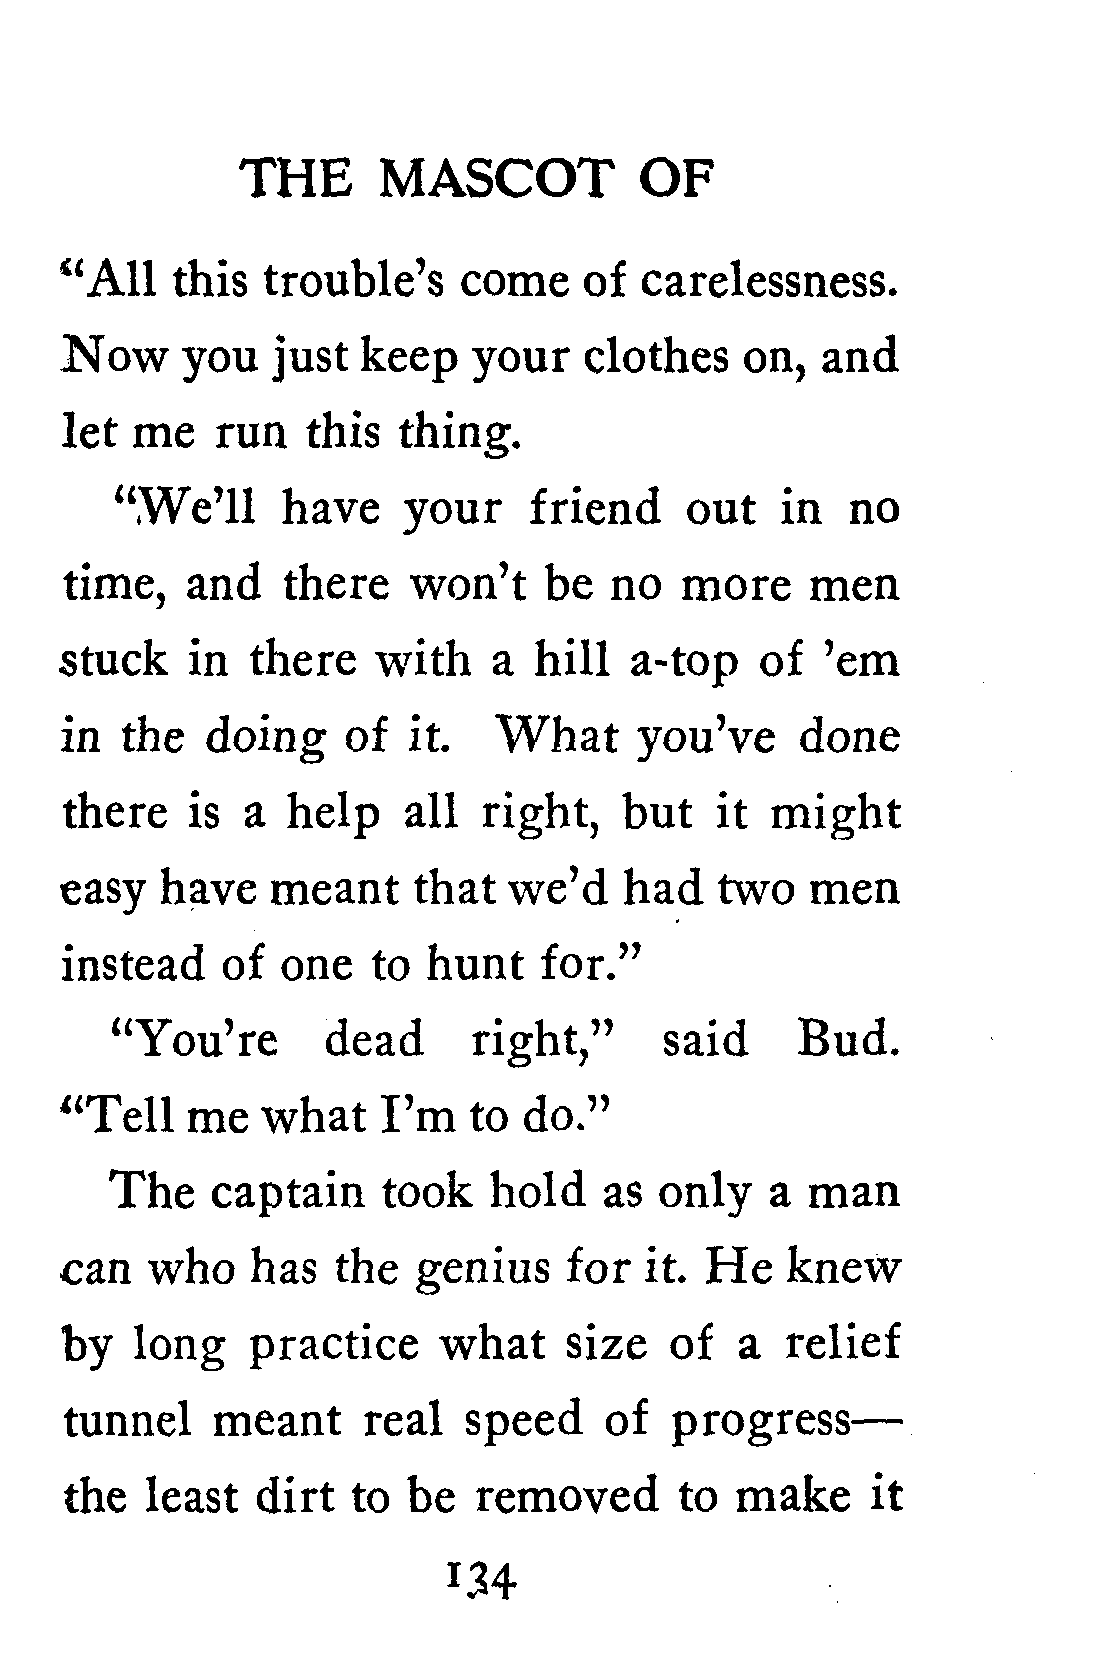 THE MASCOT OF
“All this trouble’s come of carelessness.
Now you just keep your clothes on, and
let me run this thing.
“We’ll have your friend out in no
time, and there won’t be no more men
stuck in there with a hill a-top of ’em
in the doing of it. What you’ve done
there is a help all right, but it might
easy have meant that we’d had two men
instead of one to hunt for.”
“You’re dead right,” said Bud.
“Tell me what I’m to do.”
The captain took hold as only a man
can who has the genius for it. He knew
by long practice what size of a relief
tunnel meant real speed of progress—
the least dirt to be removed to make it
134